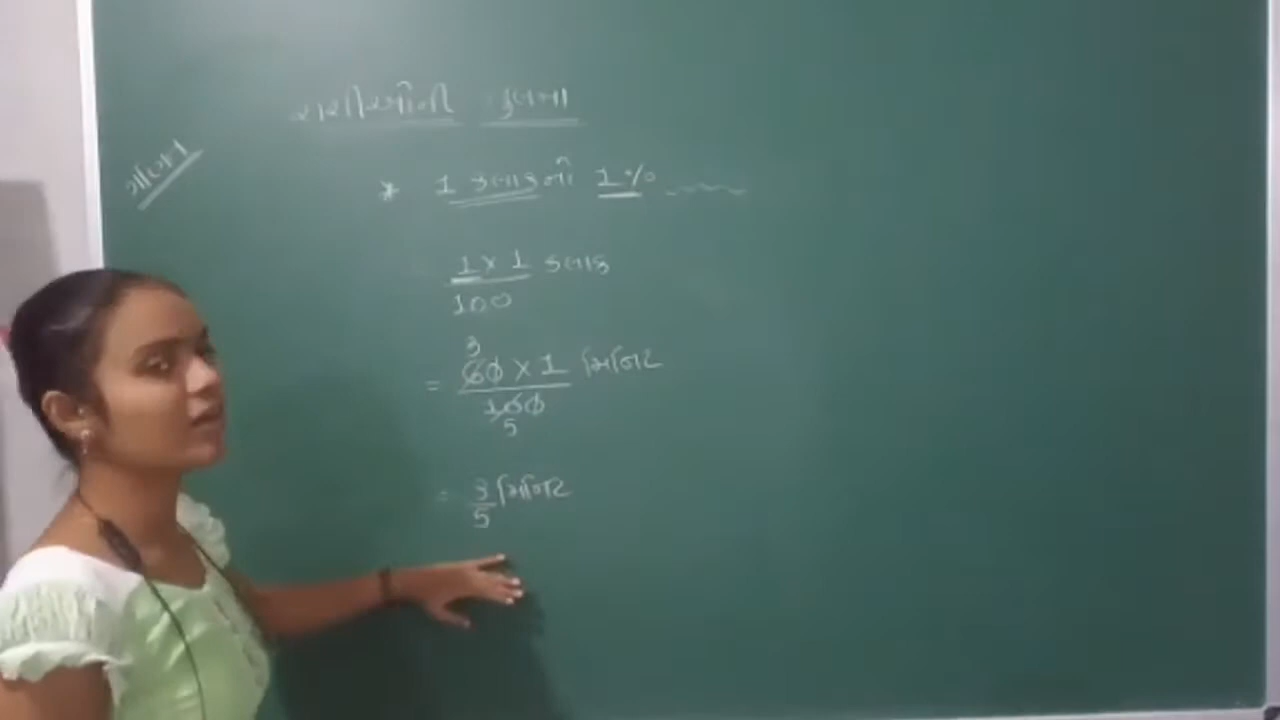 રાશીઓની તુલના
ગણિત
* 1 કલાકનાં 1%
1 × 1 કલાક
100
3
= 60 × 1 મિનિટ
100
5
= 3 મિનિટ
5